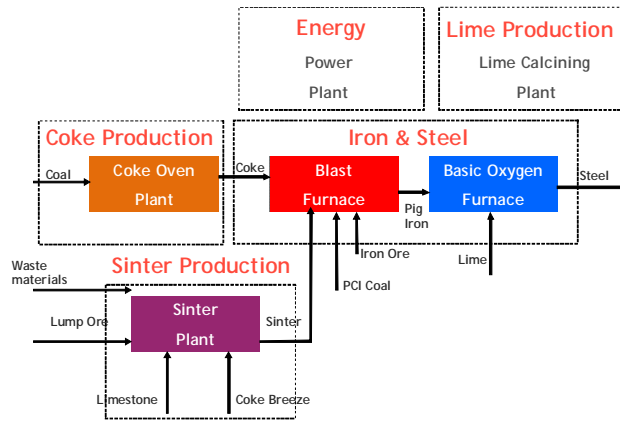 Energy
Power
Plant
Lime Production
Lime Calcining
Plant
Coke Production
Coal
Coke Oven
Plant
Coke
Iron & Steel
Blast
Furnace
Pig
Iron
Basic Oxygen
Furnace
Steel
Iron Ore
PCI Coal
Lime
Waste
materials
Sinter Production
Lump Ore
Sinter
Plant
Sinter
Limestone
Coke Breeze